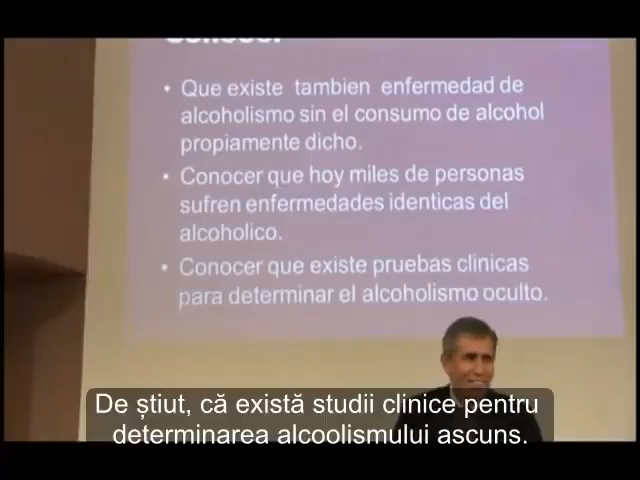 • Que existe tambien enfermedad de
alcoholismo sin el consumo de alcohol
propiamente dicho.
• Conocer que hoy miles de personas
sufren enfermedades identicas del
alcoholico.
• Conocer que existe pruebas clinicas
para determinar el alcoholismo oculto.
De știut, că există studii clinice pentru
determinarea alcoolismului ascuns.